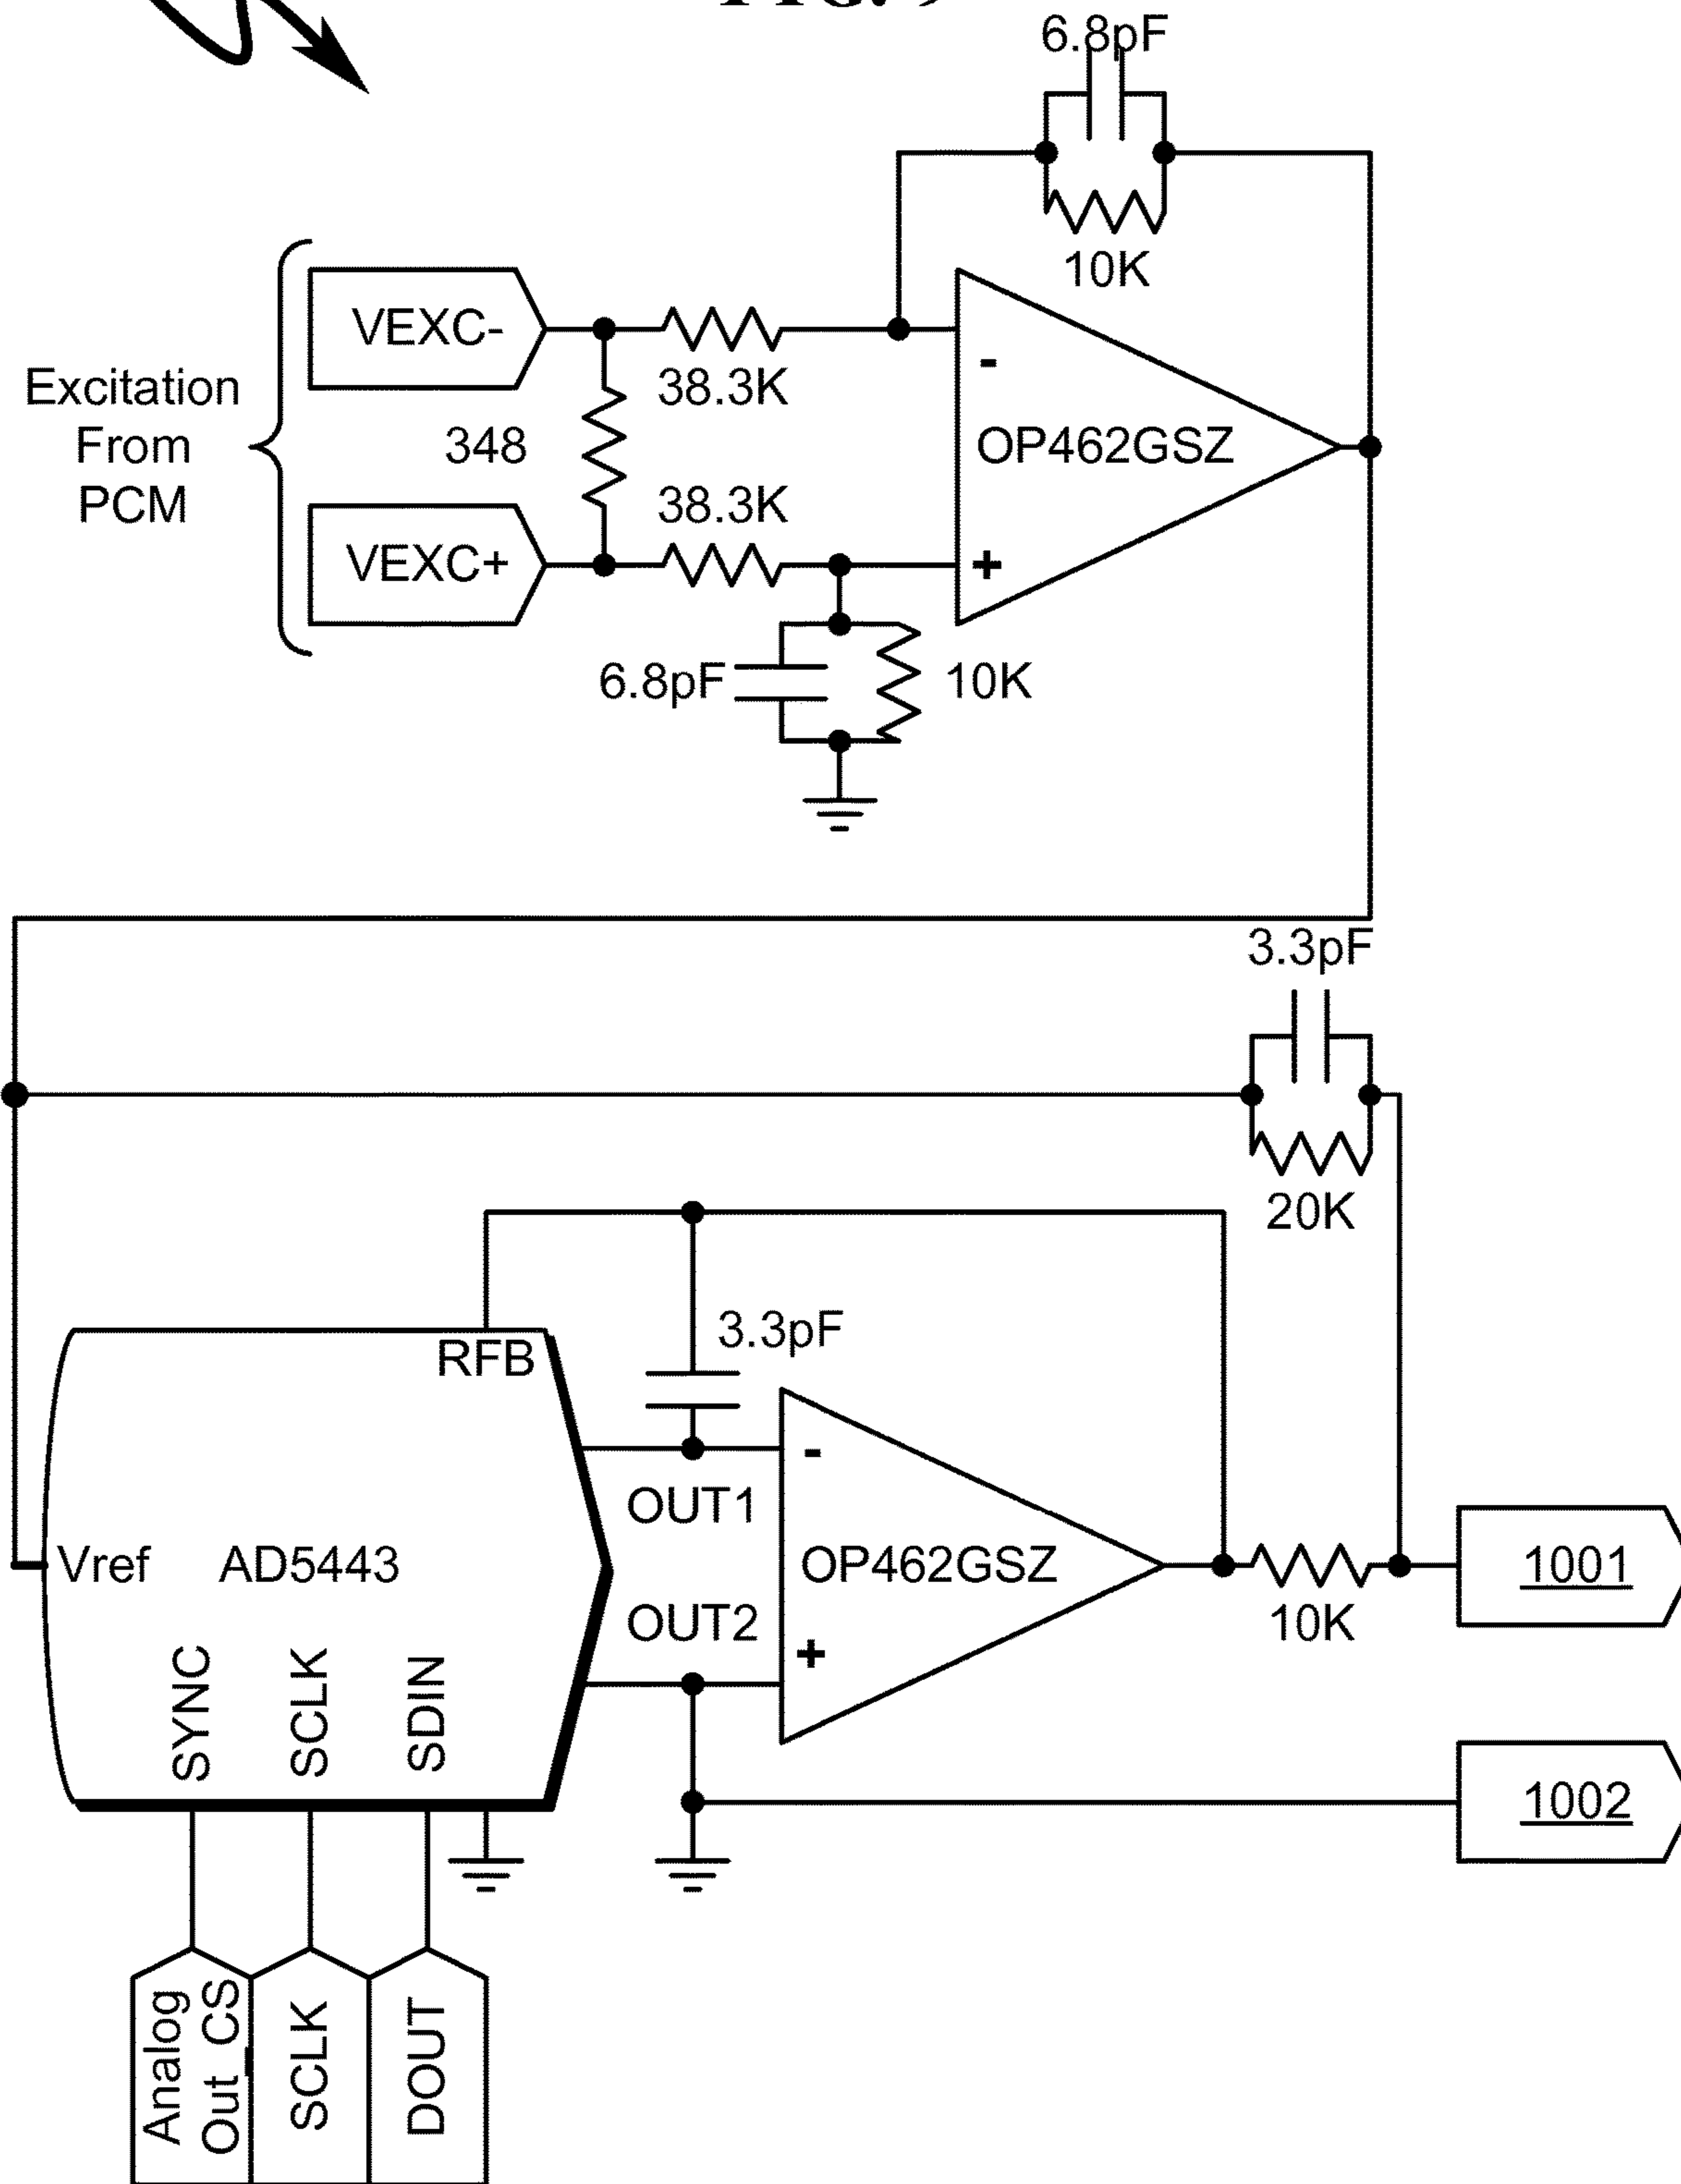 6.8pF
10K
VEXC-
38.3K
Excitation
From
PCM
348
-
OP462GSZ
38.3K
VEXC+
+
6.8pF
10K
3.3pF
20K
RFB
3.3pF
-
OUT1
Vref
AD5443
OP462GSZ
1001
OUT2
10K
+
SYNC
SCLK
SDIN
1002
Analog
Out_CS
SCLK
DOUT